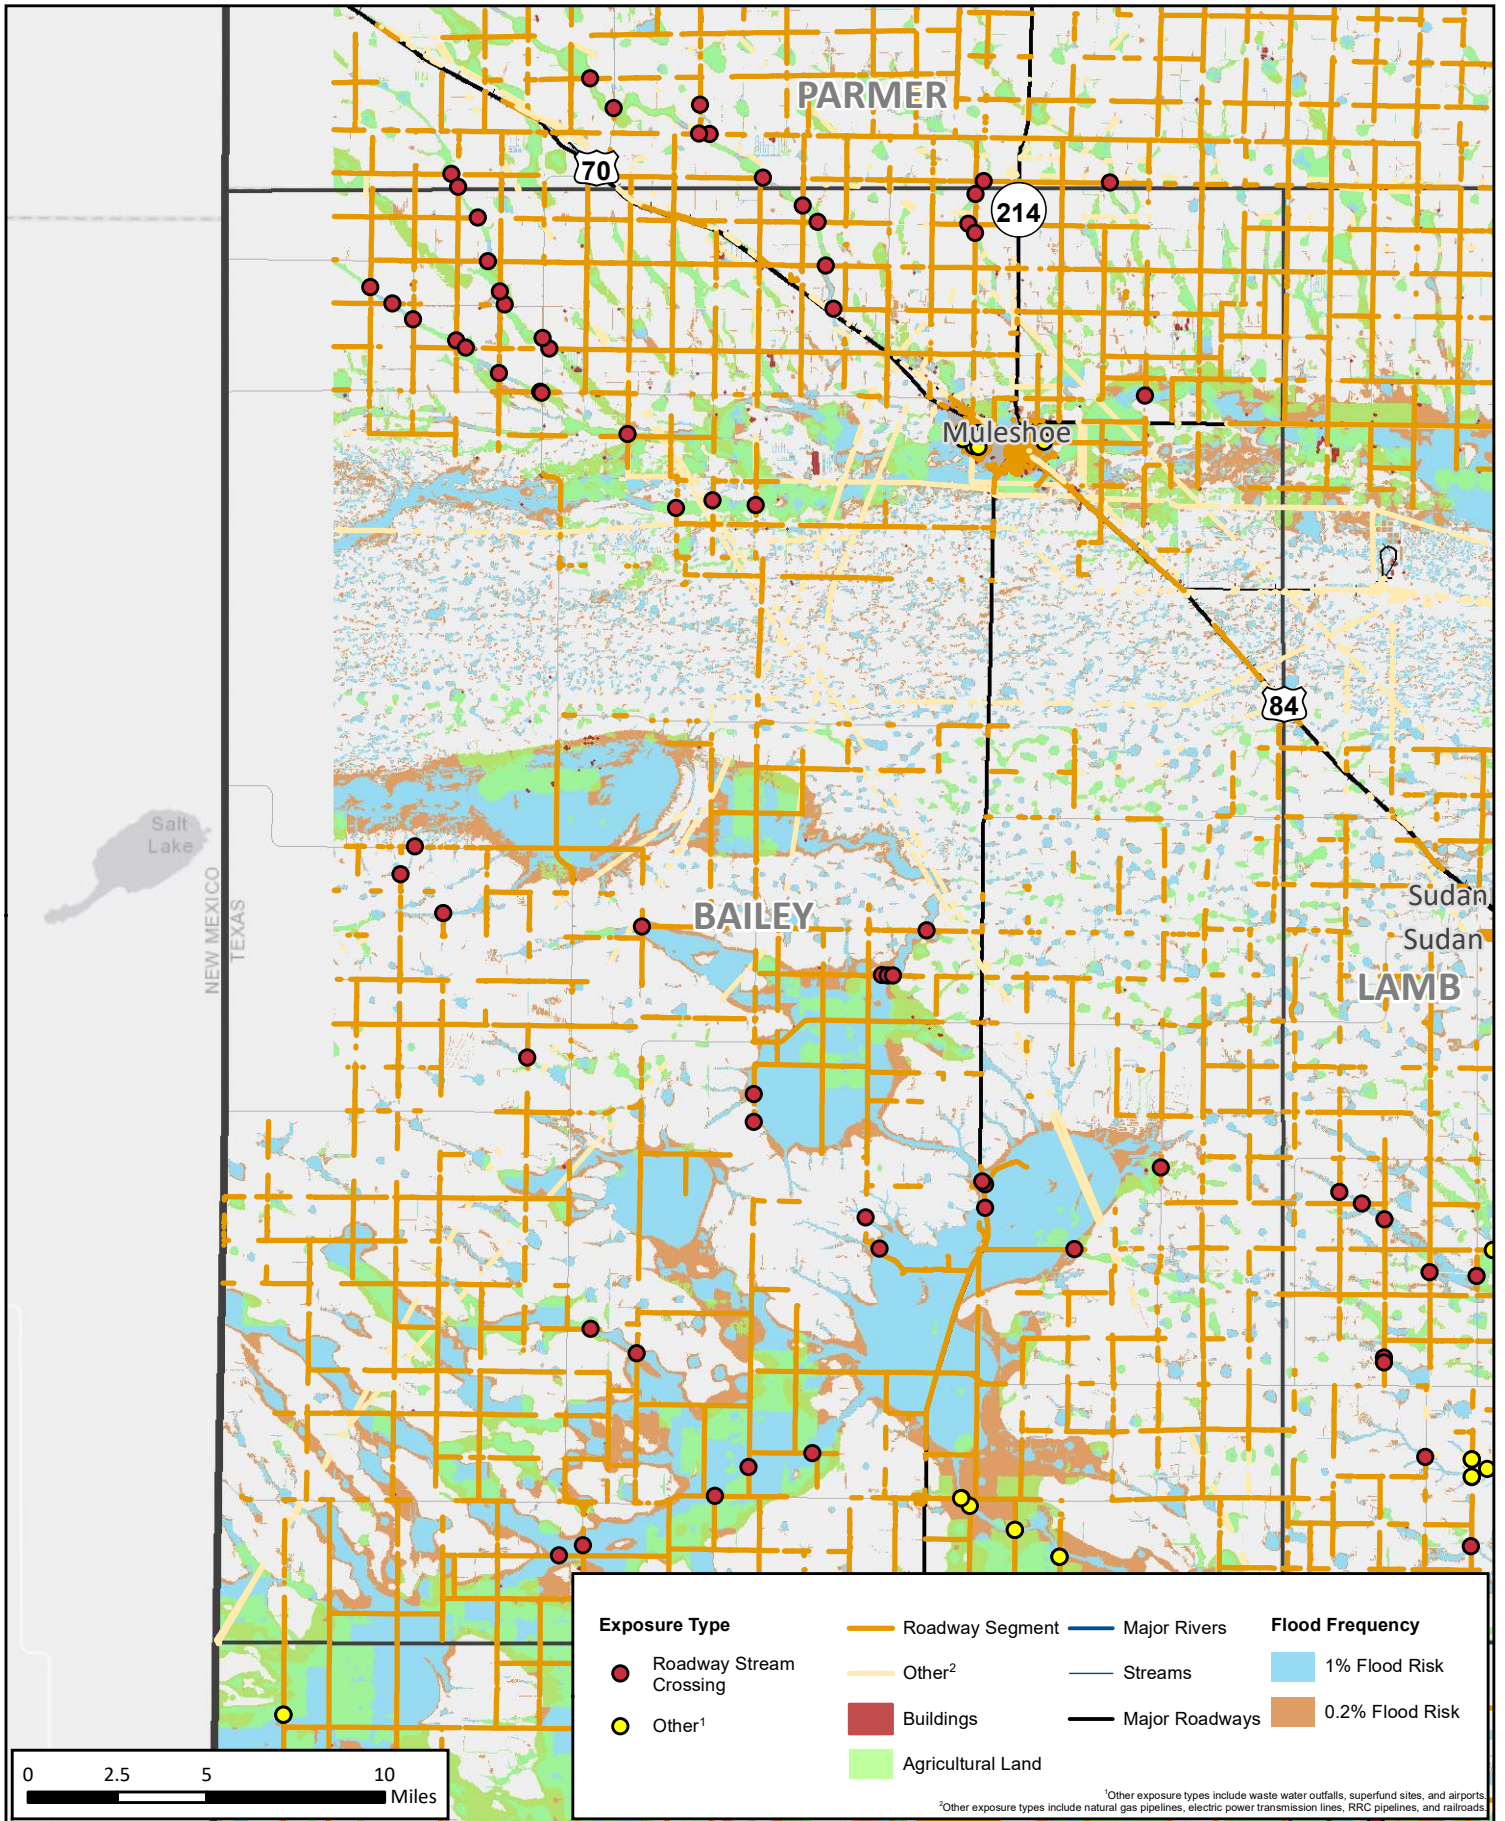 PARMER
70
214
Muleshoe
84
Salt
Lake
NEW MEXICO
TEXAS
BAILEY
Sudan
Sudan
LAMB
Exposure Type
Roadway Stream
Crossing
Other¹
Roadway Segment
Other²
Buildings
Agricultural Land
Major Rivers
Streams
Major Roadways
Flood Frequency
1% Flood Risk
0.2% Flood Risk
0 2.5 5 10
Miles
¹Other exposure types include waste water outfalls, superfund sites, and airports.
²Other exposure types include natural gas pipelines, electric power transmission lines, RRC pipelines, and railroads.